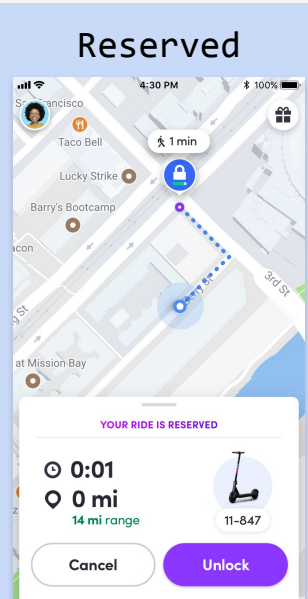 Reserved
4:30 PM
100%
Francisco
Taco Bell
1 min
Lucky Strike
Barry's Bootcamp
3rd St
at Mission Bay
YOUR RIDE IS RESERVED
0:01
0 mi
14 mi range
11-847
Cancel
Unlock